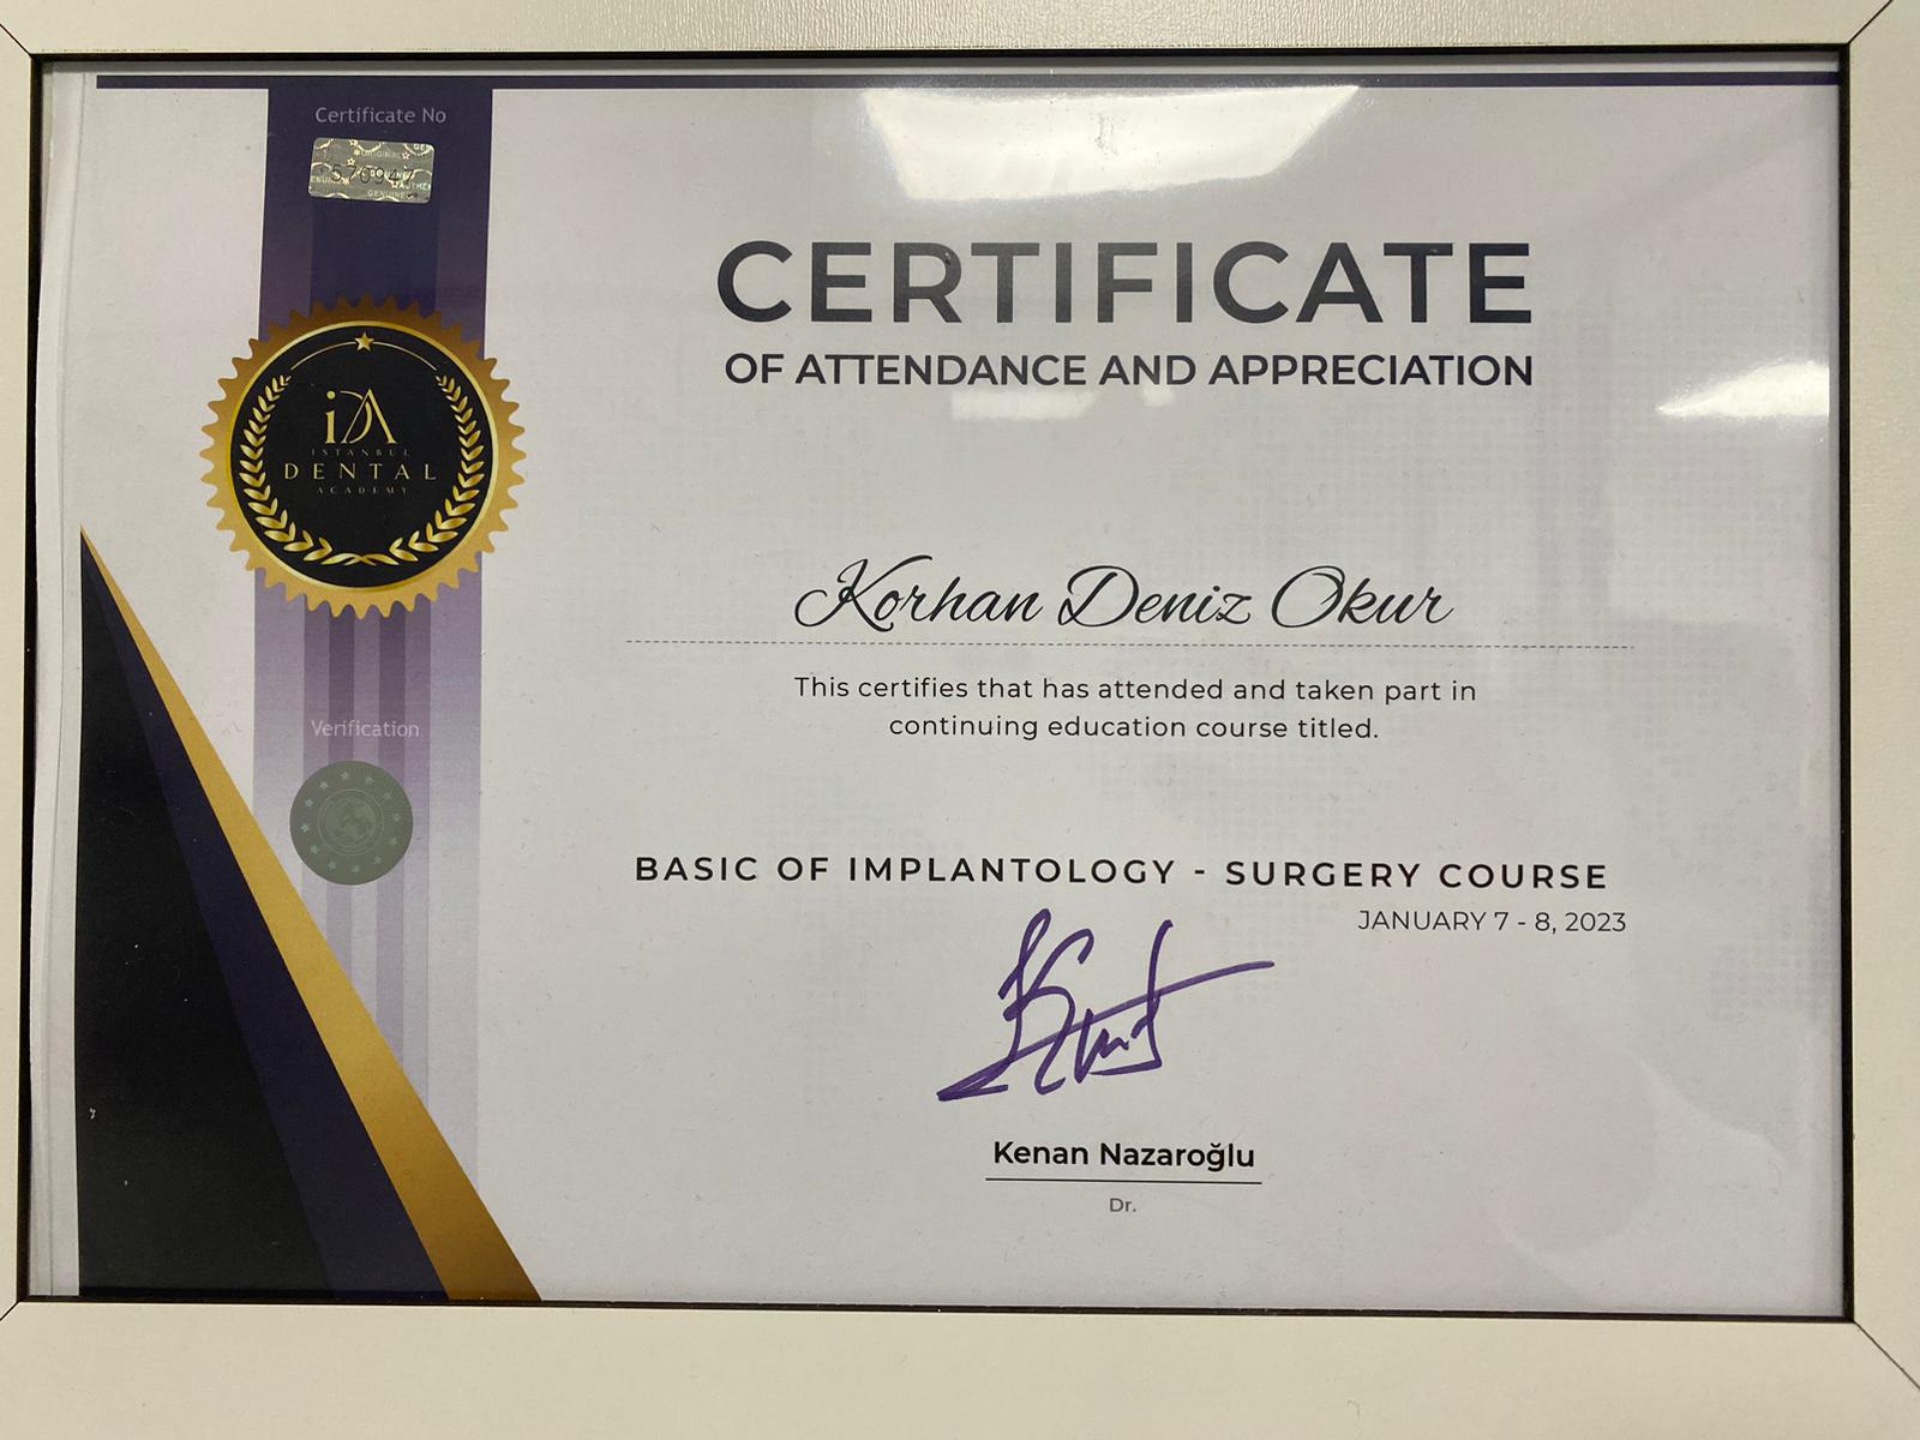 Certificate No
iDA
ISTANBUL
DENTAL
ACADEMY
CERTIFICATE
OF ATTENDANCE AND APPRECIATION
Korhan Deniz Okur
This certifies that has attended and taken part in
continuing education course titled.
Verification
BASIC OF IMPLANTOLOGY - SURGERY COURSE
JANUARY 7 - 8, 2023
Kenan Nazaroğlu
Dr.